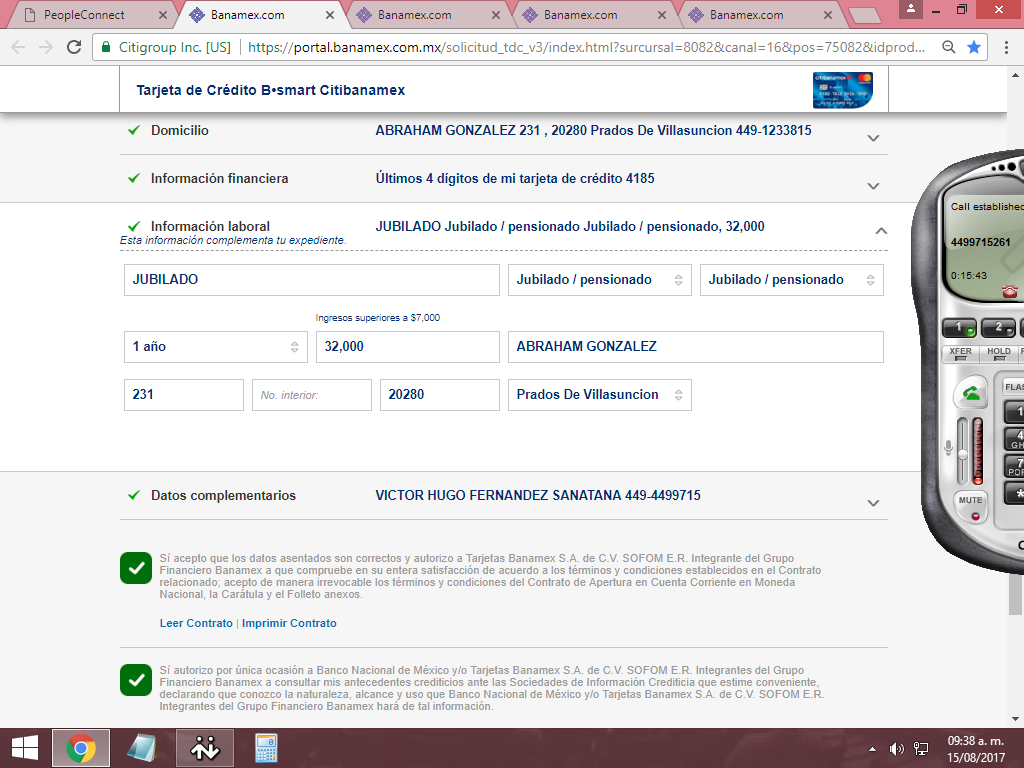 PeopleConnect
Banamex.com
Banamex.com
Banamex.com
Banamex.com
Citigroup Inc. [US]
https://portal.banamex.com.mx/solicitud_tdc_v3/index.html?surcursal=8082&canal=16&pos=75082&idprod...
Tarjeta de Crédito B•smart Citibanamex
citibanamex
Domicilio
ABRAHAM GONZALEZ 231 , 20280 Prados De Villasuncion 449-1233815
Información financiera
Últimos 4 dígitos de mi tarjeta de crédito 4185
Información laboral
JUBILADO Jubilado / pensionado Jubilado / pensionado, 32,000
Esta información complementa tu expediente.
JUBILADO
Jubilado / pensionado
Jubilado / pensionado
Ingresos superiores a $7,000
1 año
32,000
ABRAHAM GONZALEZ
231
No. interior:
20280
Prados De Villasuncion
Datos complementarios
VICTOR HUGO FERNANDEZ SANATANA 449-4499715
Sí acepto que los datos asentados son correctos y autorizo a Tarjetas Banamex S.A. de C.V. SOFOM E.R. Integrante del Grupo
Financiero Banamex a que compruebe en su entera satisfacción de acuerdo a los términos y condiciones establecidos en el Contrato
relacionado; acepto de manera irrevocable los términos y condiciones del Contrato de Apertura en Cuenta Corriente en Moneda
Nacional, la Carátula y el Folleto anexos.
Leer Contrato | Imprimir Contrato
Sí autorizo por única ocasión a Banco Nacional de México y/o Tarjetas Banamex S.A. de C.V. SOFOM E.R. Integrantes del Grupo
Financiero Banamex a consultar mis antecedentes crediticios ante las Sociedades de Información Crediticia que estime conveniente,
declarando que conozco la naturaleza, alcance y uso que Banco Nacional de México y/o Tarjetas Banamex S.A. de C.V. SOFOM E.R.
Integrantes del Grupo Financiero Banamex hará de tal información.
Call established
4499715261
0:15:43
1
2
XFER
HOLD
FLAS
1
4
GH
7
MUTE
*
09:38 a. m.
15/08/2017